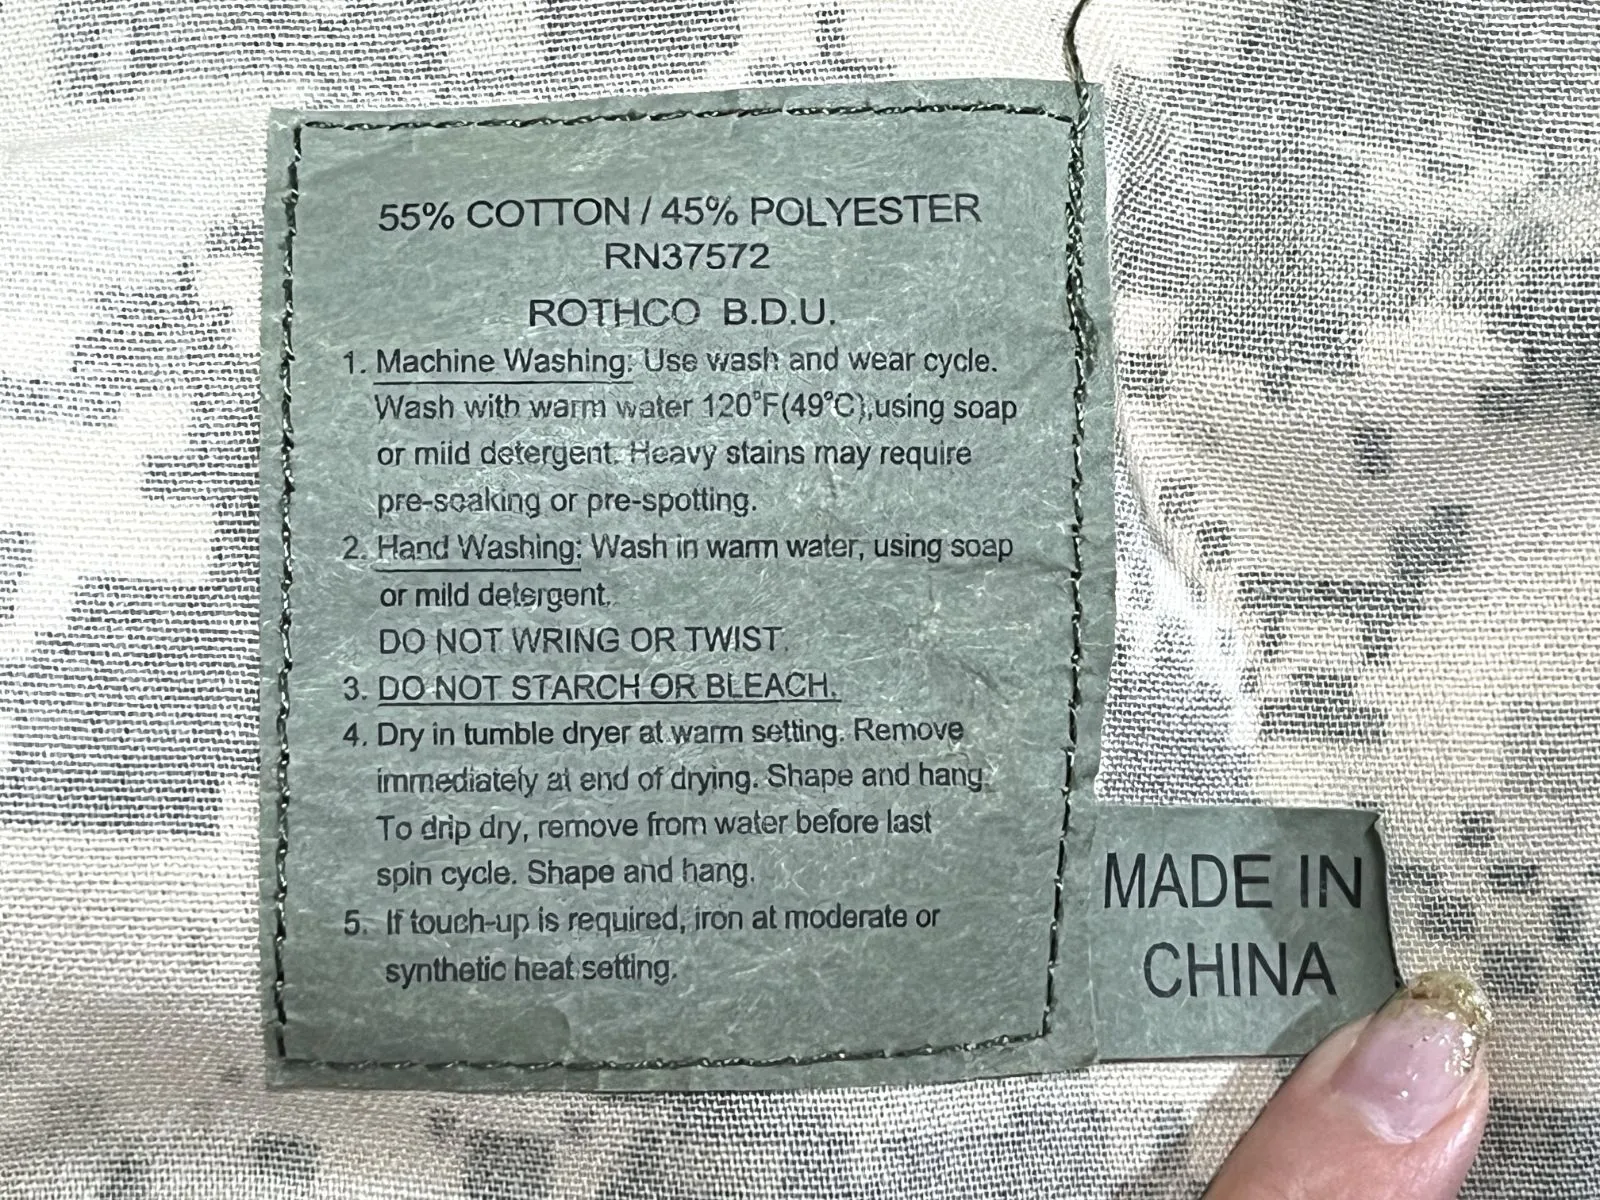 55% COTTON / 45% POLYESTER
RN37572
ROTHCO B.D.U.
1. Machine Washing: Use wash and wear cycle.
Wash with warm water 120°F(49°C),using soap
or mild detergent. Heavy stains may require
pre-soaking or pre-spotting.
2. Hand Washing: Wash in warm water, using soap
or mild detergent.
DO NOT WRING OR TWIST.
3. DO NOT STARCH OR BLEACH.
4. Dry in tumble dryer at warm setting. Remove
immediately at end of drying. Shape and hang.
To drip dry, remove from water before last
spin cycle. Shape and hang.
5. If touch-up is required, iron at moderate or
synthetic heat setting.
MADE IN
CHINA